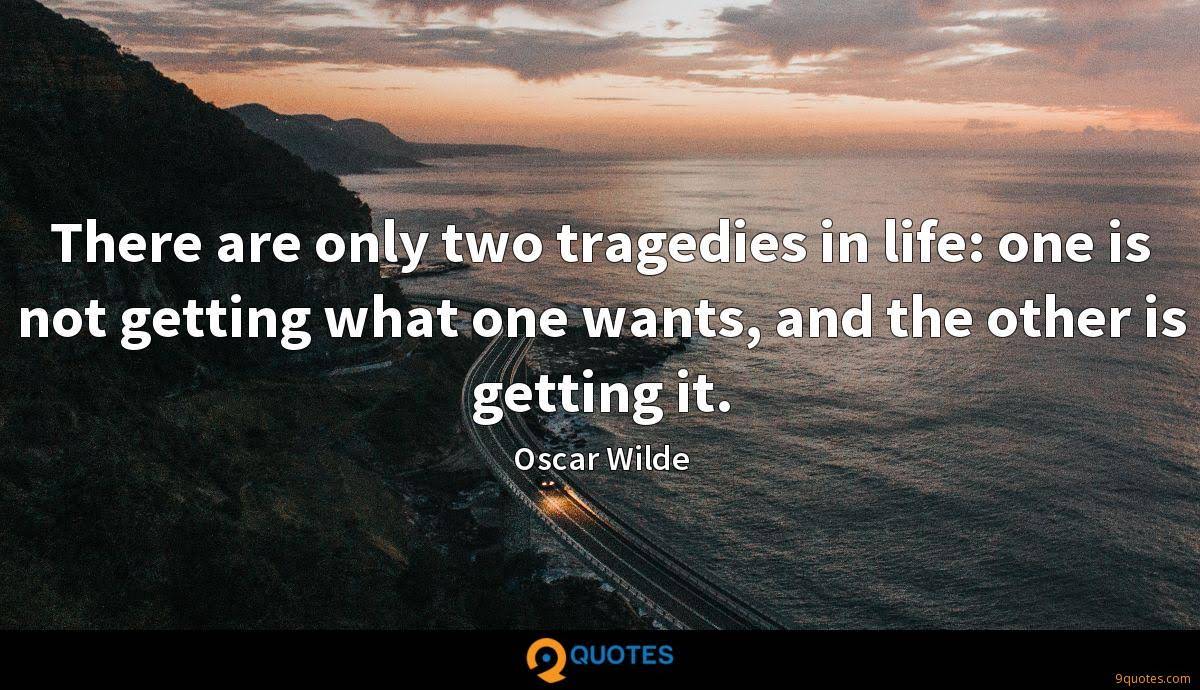 There are only two tragedies in life: one is
not getting what one wants, and the other is
getting it.
Oscar Wilde
9 QUOTES
9quotes.com